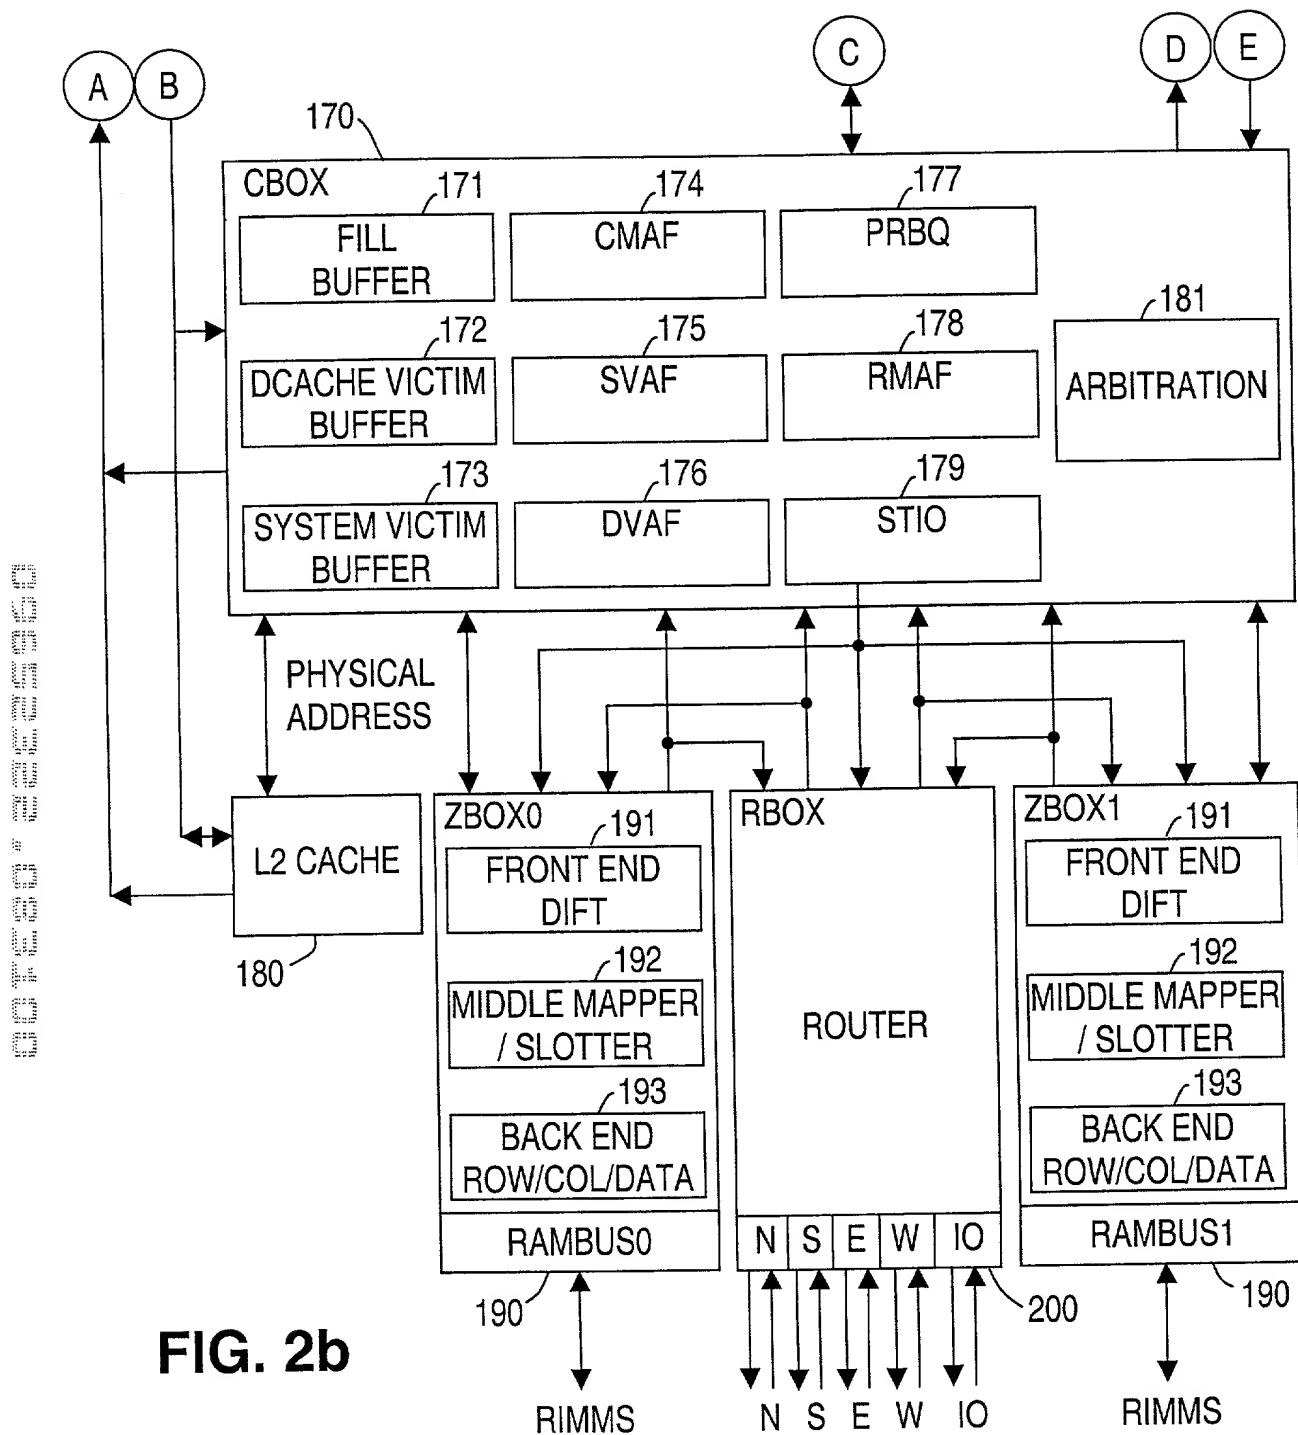 A B C D E
170
CBOX
171 174 177
FILL BUFFER
CMAF
PRBQ
172 175 178 181
DCACHE VICTIM BUFFER
SVAF
RMAF
ARBITRATION
173 176 179
SYSTEM VICTIM BUFFER
DVAF
STIO
PHYSICAL
ADDRESS
L2 CACHE
180
ZBOX0
191
FRONT END
DIFT
192
MIDDLE MAPPER
/ SLOTTER
193
BACK END
ROW/COL/DATA
RAMBUS0
190
RIMMS
RBOX
ROUTER
N S E W IO
200
N S E W IO
ZBOX1
191
FRONT END
DIFT
192
MIDDLE MAPPER
/ SLOTTER
193
BACK END
ROW/COL/DATA
RAMBUS1
190
RIMMS
FIG. 2b